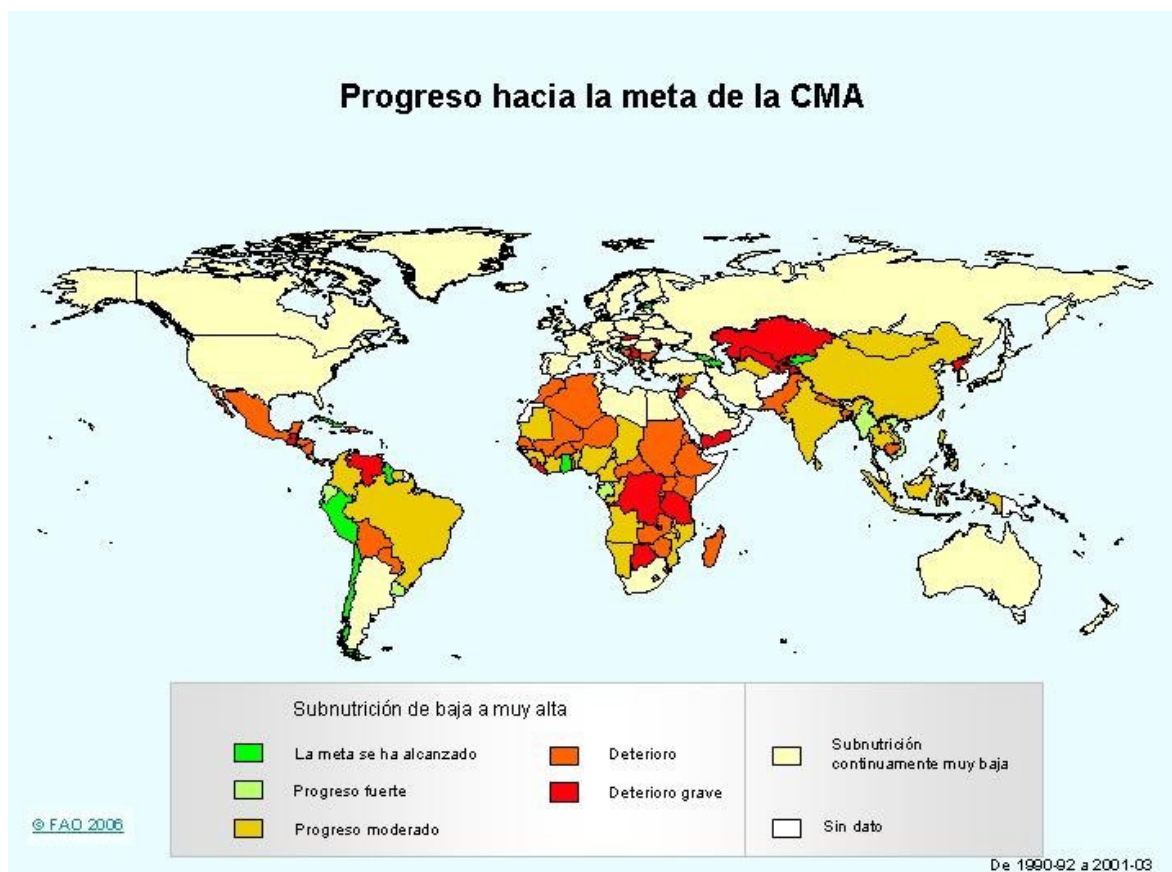 Progreso hacia la meta de la CMA
Subnutrición de baja a muy alta
La meta se ha alcanzado
Progreso fuerte
Progreso moderado
Deterioro
Deterioro grave
Subnutrición
continuamente muy baja
Sin dato
© FAO 2006
De 1990-92 a 2001-03